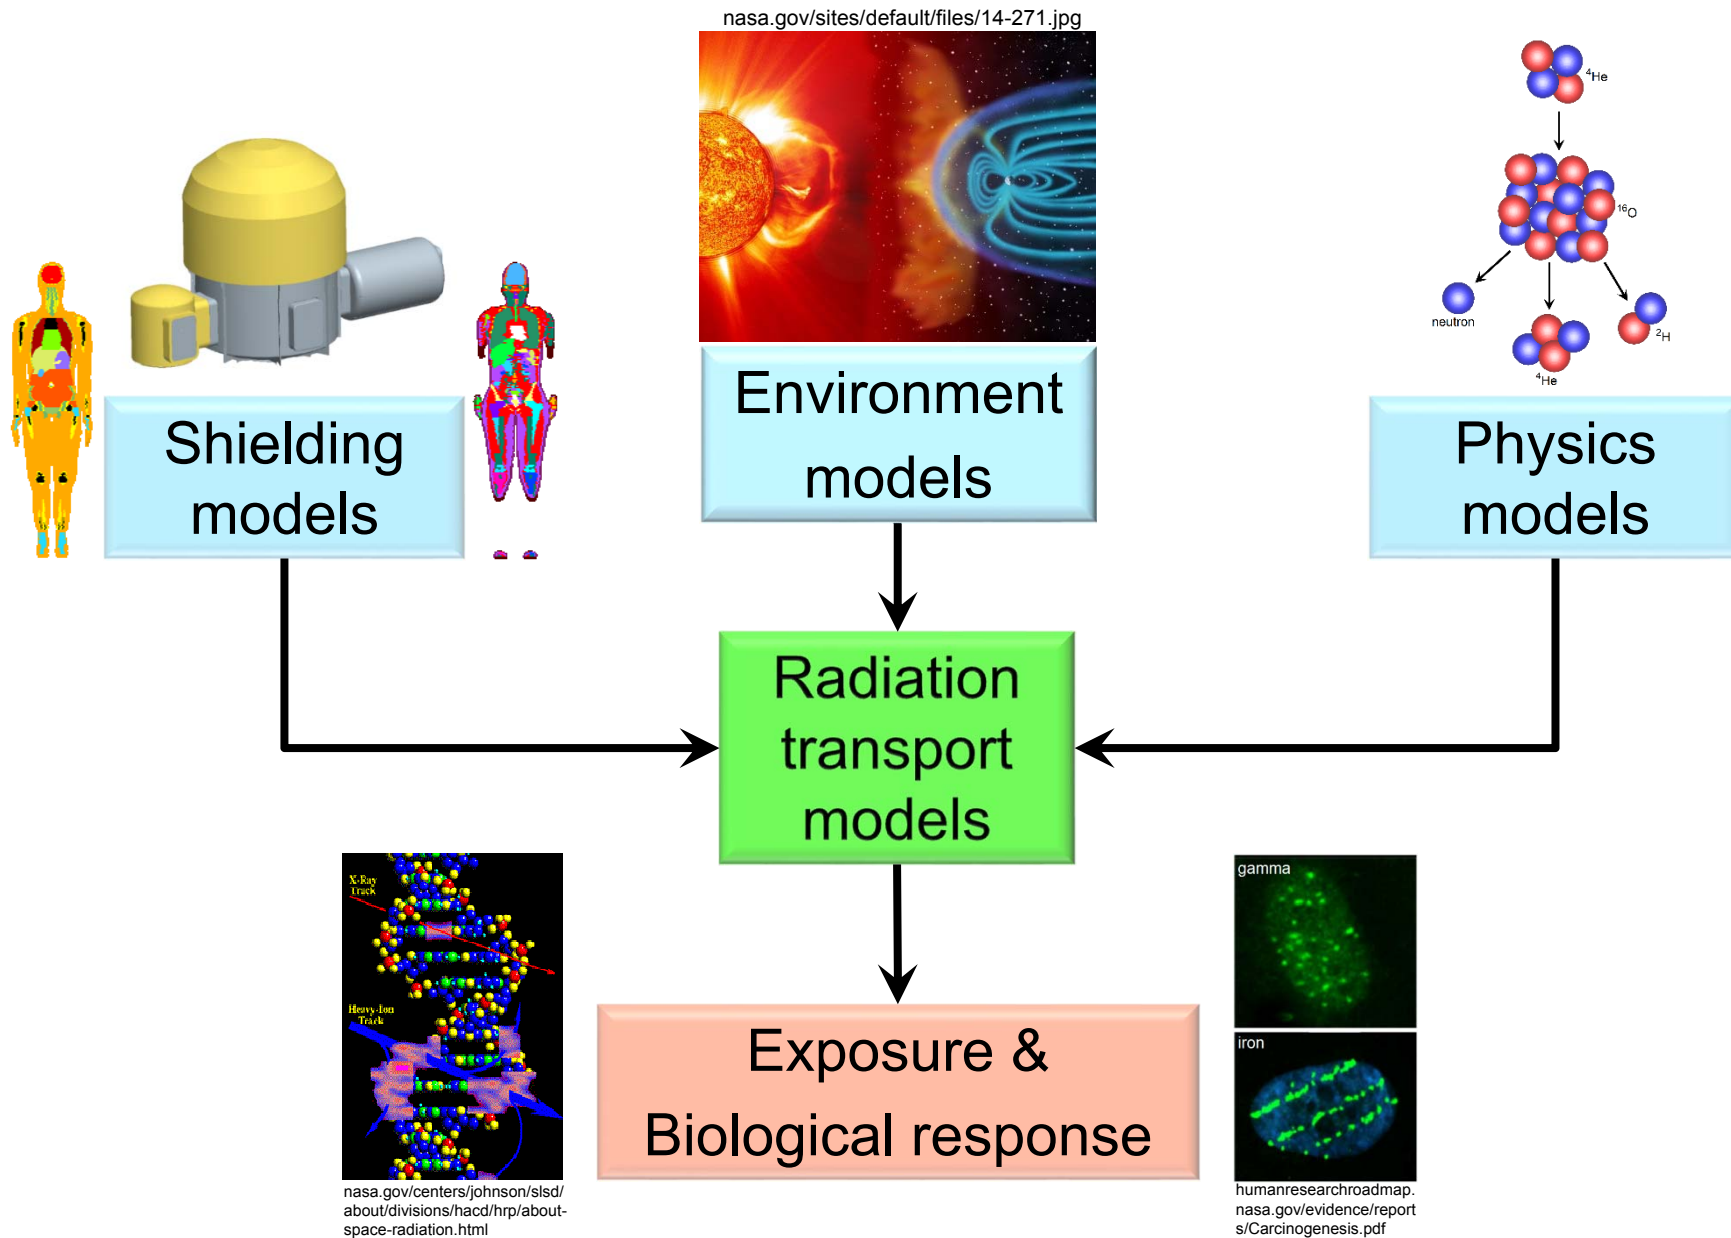 nasa.gov/sites/default/files/14-271.jpg
⁴He
¹⁶O
neutron
²H
⁴He
Shielding
models
Environment
models
Physics
models
Radiation
transport
models
X-Ray
Track
Heavy-Ion
Track
gamma
iron
Exposure &
Biological response
nasa.gov/centers/johnson/slsd/
about/divisions/hacd/hrp/about-
space-radiation.html
humanresearchroadmap.
nasa.gov/evidence/report
s/Carcinogenesis.pdf